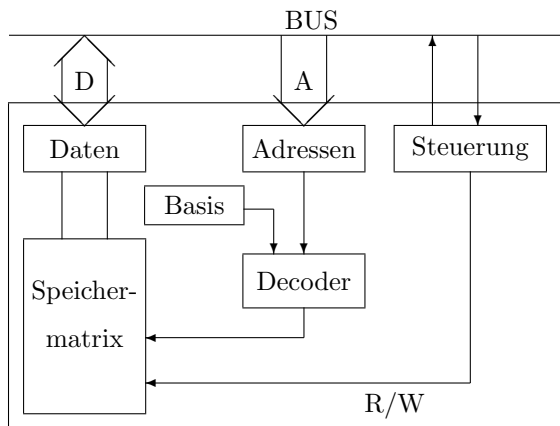 BUS
D
A
Daten
Adressen
Steuerung
Basis
Decoder
Speicher-
matrix
R/W